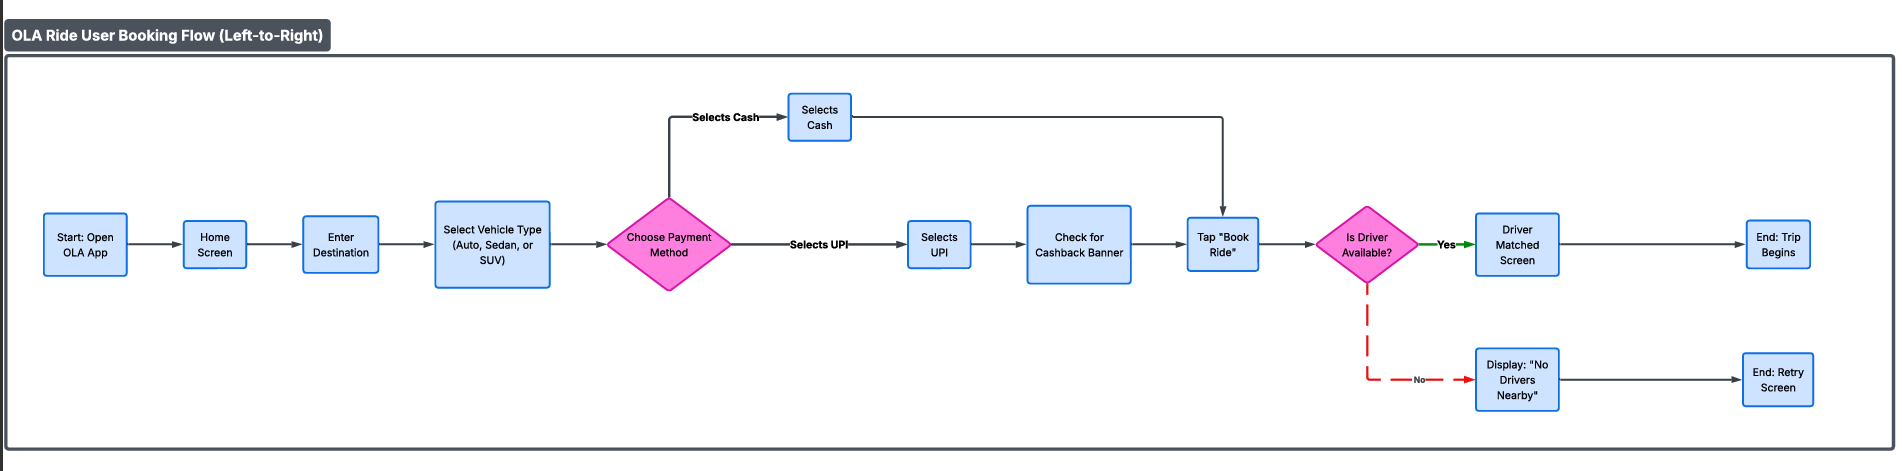 OLA Ride User Booking Flow (Left-to-Right)
Start: Open
OLA App
Home
Screen
Enter
Destination
Select Vehicle Type
(Auto, Sedan, or
SUV)
Choose Payment
Method
Selects Cash
Selects
Cash
Selects UPI
Selects
UPI
Check for
Cashback Banner
Tap "Book
Ride"
Is Driver
Available?
Yes
Driver
Matched
Screen
End: Trip
Begins
No
Display: "No
Drivers
Nearby"
End: Retry
Screen